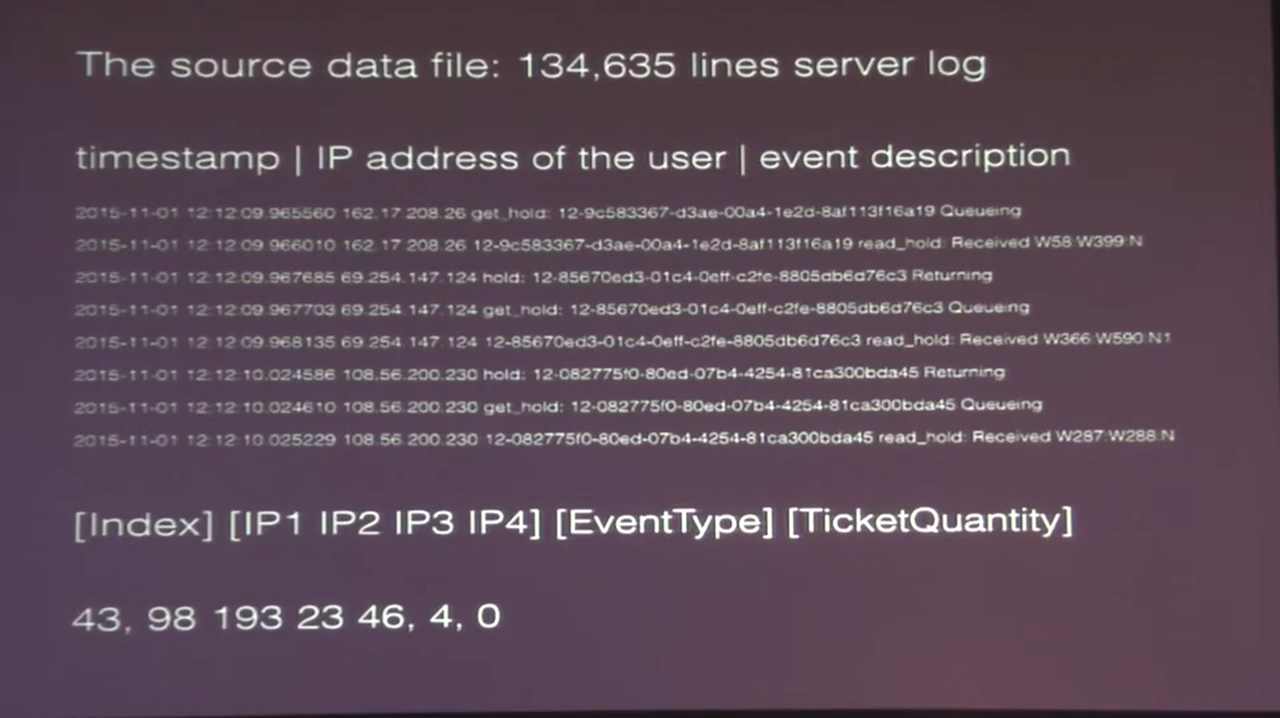 The source data file: 134,635 lines server log
timestamp | IP address of the user | event description
2015-11-01 12:12:09.965560 162.17.208.26 get_hold: 12-9c583367-d3ae-00a4-1e2d-8af113f16a19 Queueing
2015-11-01 12:12:09.966010 162.17.208.26 12-9c583367-d3ae-00a4-1e2d-8af113f16a19 read_hold: Received W58:W399:N
2015-11-01 12:12:09.967685 69.254.147.124 hold: 12-85670ed3-01c4-0eff-c2fe-8805db6d76c3 Returning
2015-11-01 12:12:09.967703 69.254.147.124 get_hold: 12-85670ed3-01c4-0eff-c2fe-8805db6d76c3 Queueing
2015-11-01 12:12:09.968135 69.254.147.124 12-85670ed3-01c4-0eff-c2fe-8805db6d76c3 read_hold: Received W366:W590:N1
2015-11-01 12:12:10.024586 108.56.200.230 hold: 12-082775f0-80ed-07b4-4254-81ca300bda45 Returning
2015-11-01 12:12:10.024610 108.56.200.230 get_hold: 12-082775f0-80ed-07b4-4254-81ca300bda45 Queueing
2015-11-01 12:12:10.025229 108.56.200.230 12-082775f0-80ed-07b4-4254-81ca300bda45 read_hold: Received W287:W288:N
[Index] [IP1 IP2 IP3 IP4] [EventType] [TicketQuantity]
43, 98 193 23 46, 4, 0